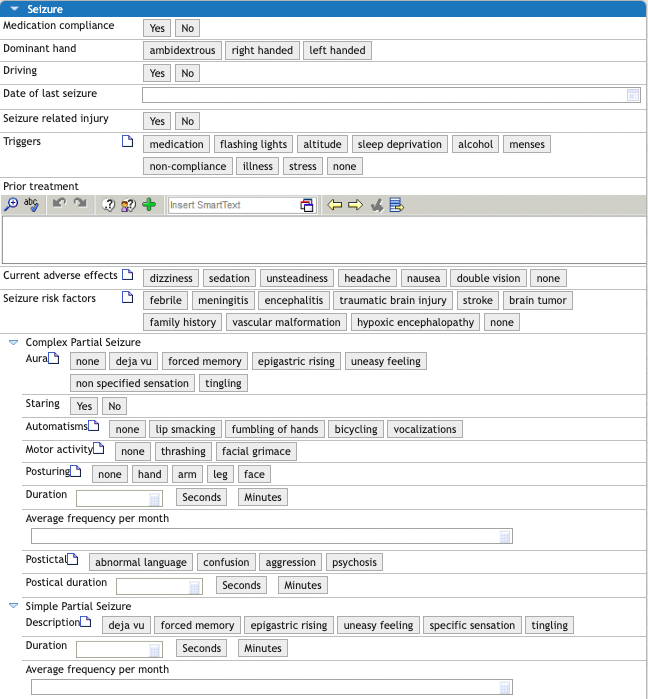 Seizure
Medication compliance Yes No
Dominant hand ambidextrous right handed left handed
Driving Yes No
Date of last seizure
Seizure related injury Yes No
Triggers medication flashing lights altitude sleep deprivation alcohol menses
non-compliance illness stress none
Prior treatment
abc Insert SmartText
Current adverse effects dizziness sedation unsteadiness headache nausea double vision none
Seizure risk factors febrile meningitis encephalitis traumatic brain injury stroke brain tumor
family history vascular malformation hypoxic encephalopathy none
Complex Partial Seizure
Aura none deja vu forced memory epigastric rising uneasy feeling
non specified sensation tingling
Staring Yes No
Automatisms none lip smacking fumbling of hands bicycling vocalizations
Motor activity none thrashing facial grimace
Posturing none hand arm leg face
Duration Seconds Minutes
Average frequency per month
Postictal abnormal language confusion aggression psychosis
Postical duration Seconds Minutes
Simple Partial Seizure
Description deja vu forced memory epigastric rising uneasy feeling specific sensation tingling
Duration Seconds Minutes
Average frequency per month